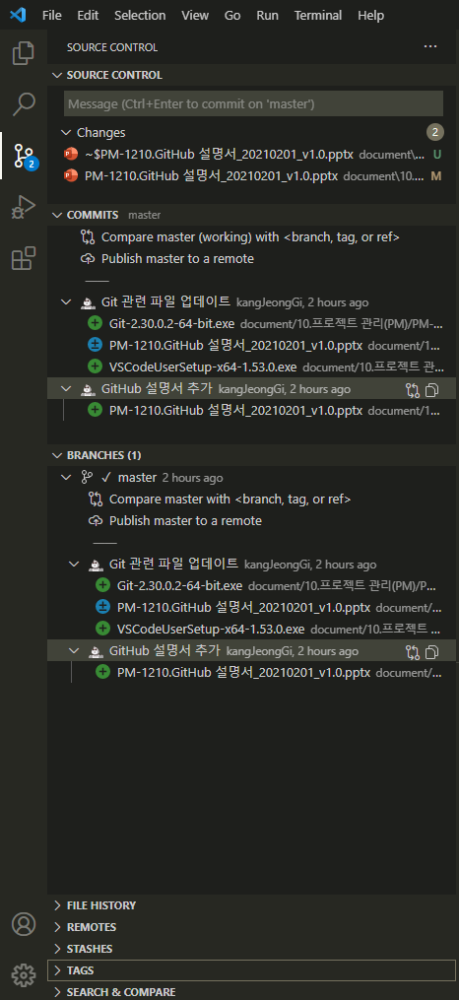 File Edit Selection View Go Run Terminal Help
SOURCE CONTROL ...
SOURCE CONTROL
Message (Ctrl+Enter to commit on 'master')
Changes 2
~$PM-1210.GitHub 설명서_20210201_v1.0.pptx document\... U
PM-1210.GitHub 설명서_20210201_v1.0.pptx document\10.... M
2
COMMITS master
Compare master (working) with <branch, tag, or ref>
Publish master to a remote
Git 관련 파일 업데이트 kangJeongGi, 2 hours ago
Git-2.30.0.2-64-bit.exe document/10.프로젝트 관리(PM)/PM-...
PM-1210.GitHub 설명서_20210201_v1.0.pptx document/1...
VSCodeUserSetup-x64-1.53.0.exe document/10.프로젝트 관...
GitHub 설명서 추가 kangJeongGi, 2 hours ago
PM-1210.GitHub 설명서_20210201_v1.0.pptx document/1...
BRANCHES (1)
master 2 hours ago
Compare master with <branch, tag, or ref>
Publish master to a remote
Git 관련 파일 업데이트 kangJeongGi, 2 hours ago
Git-2.30.0.2-64-bit.exe document/10.프로젝트 관리(PM)/P...
PM-1210.GitHub 설명서_20210201_v1.0.pptx document/...
VSCodeUserSetup-x64-1.53.0.exe document/10.프로젝트 ...
GitHub 설명서 추가 kangJeongGi, 2 hours ago
PM-1210.GitHub 설명서_20210201_v1.0.pptx document/...
FILE HISTORY
REMOTES
STASHES
TAGS
SEARCH & COMPARE